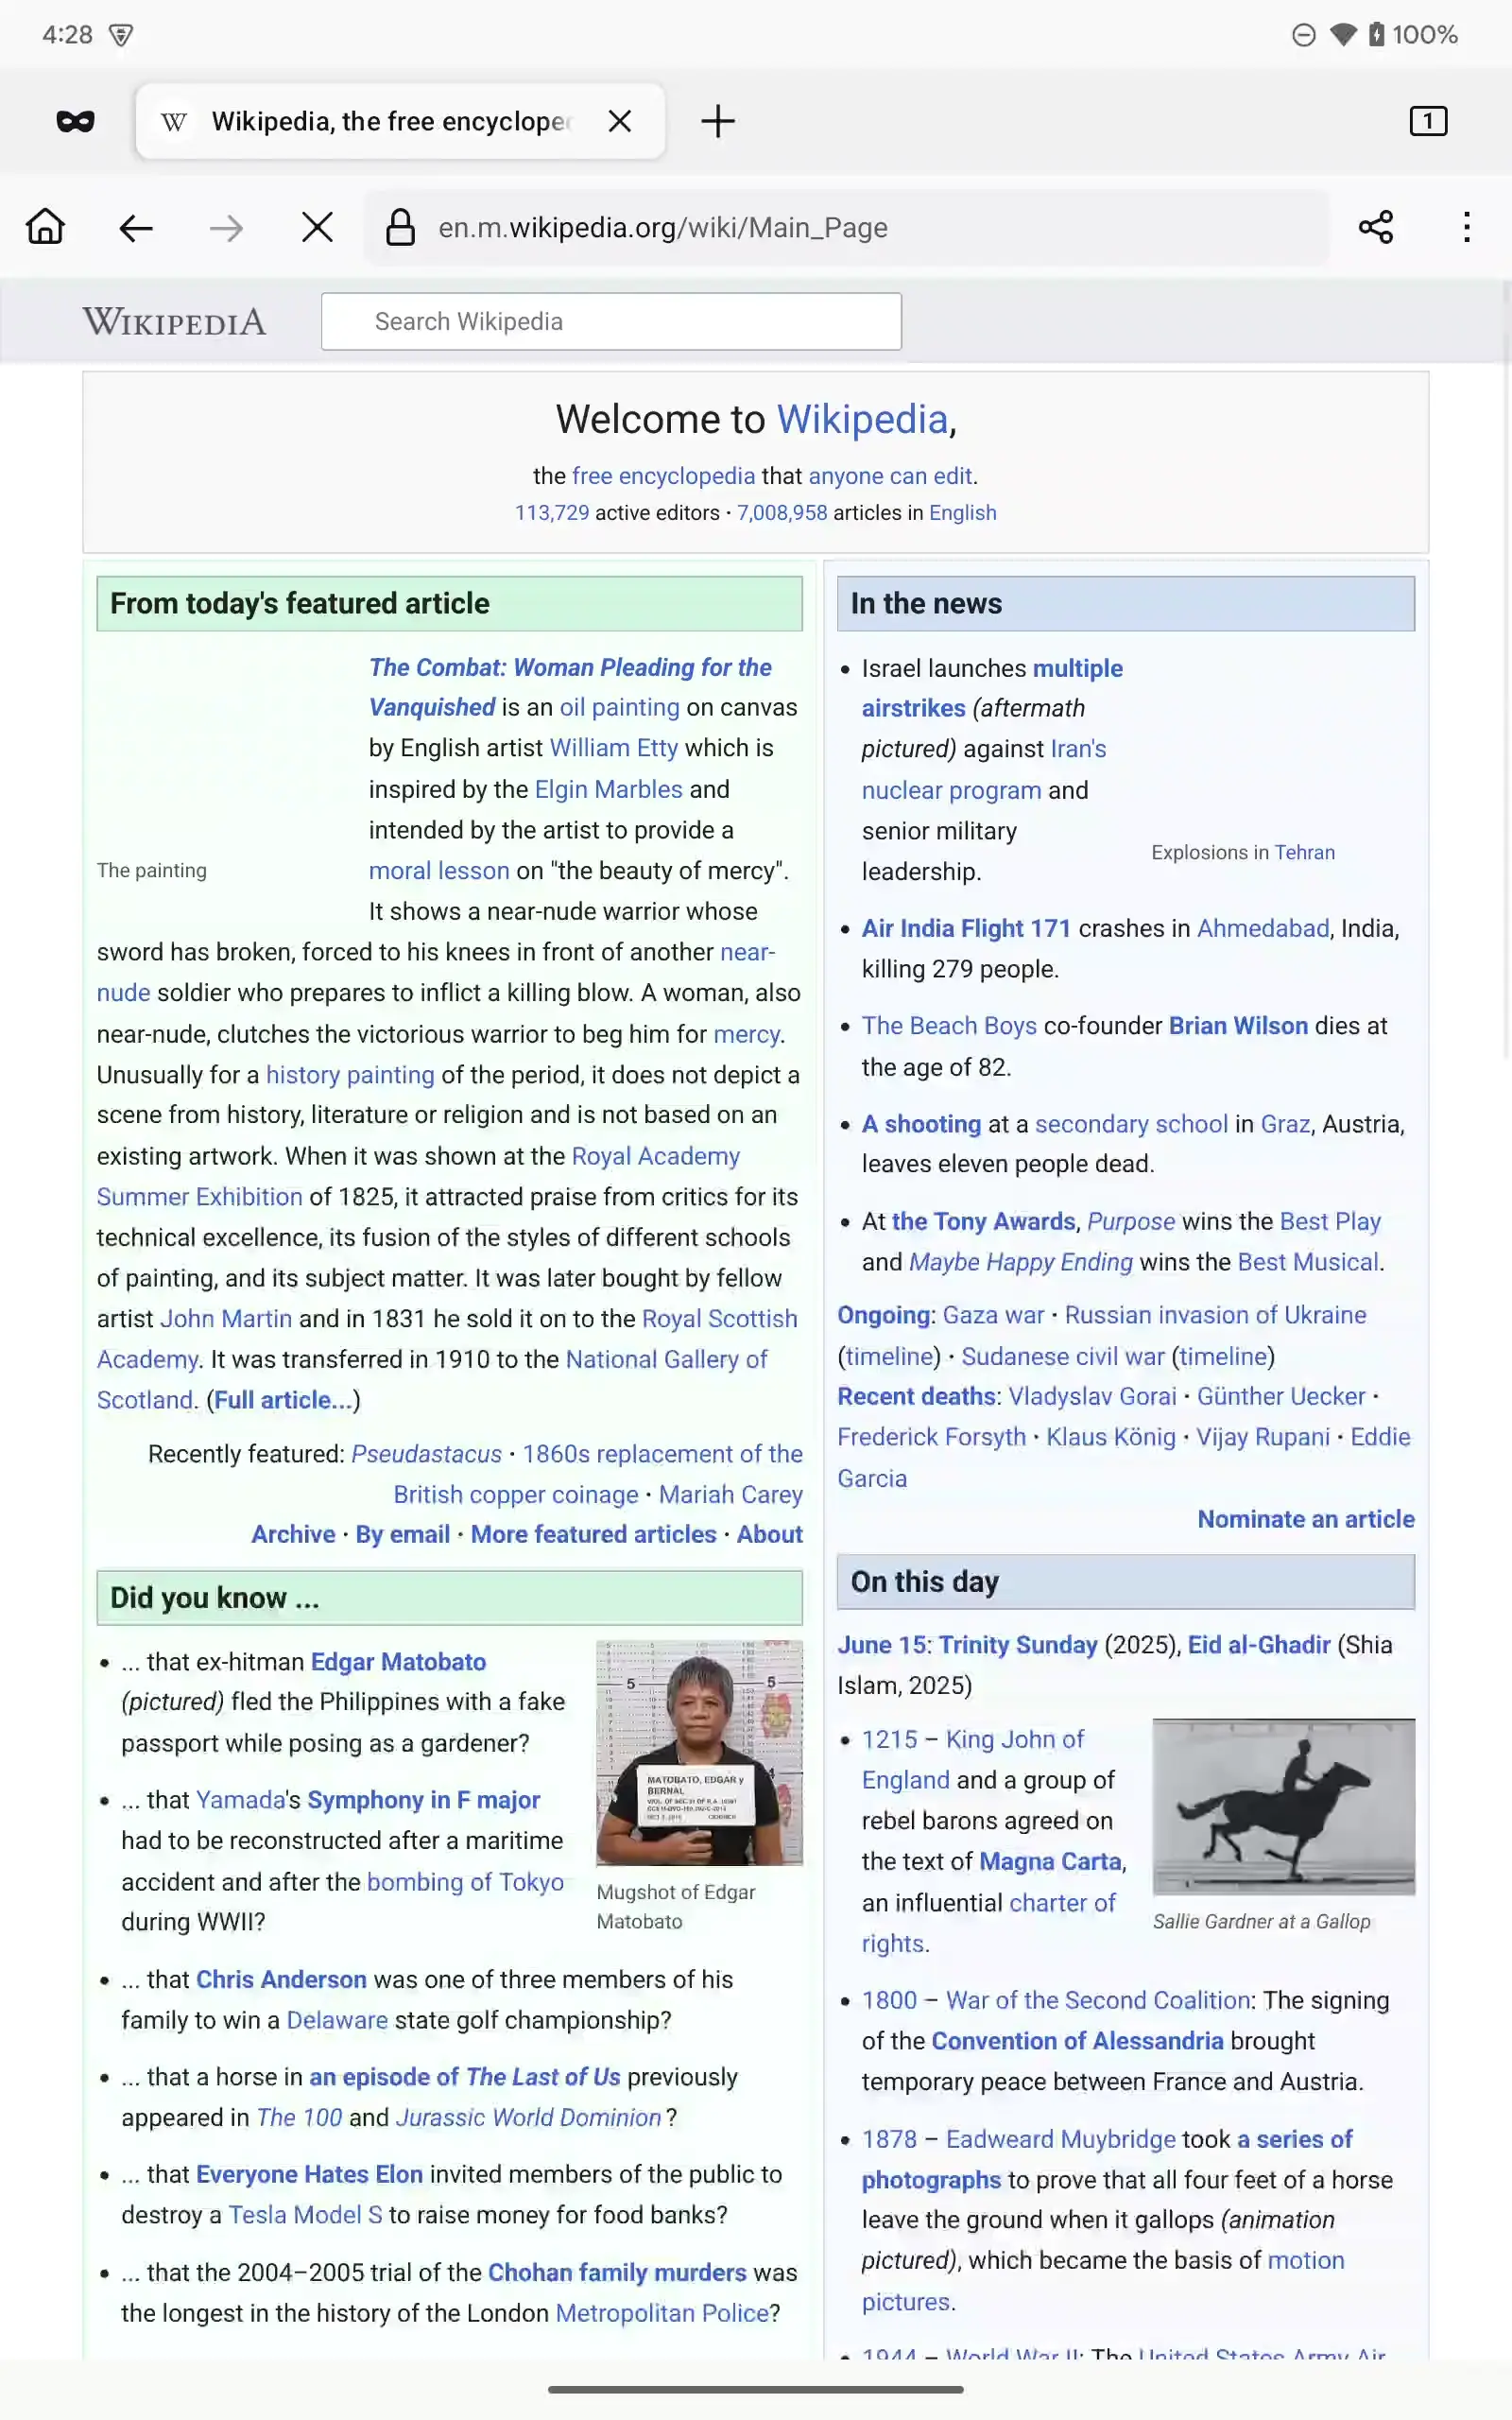 4:28
100%
Wikipedia, the free encyclope
1
en.m.wikipedia.org/wiki/Main_Page
WIKIPEDIA
Search Wikipedia
Welcome to Wikipedia,
the free encyclopedia that anyone can edit.
113,729 active editors · 7,008,958 articles in English
From today's featured article
The Combat: Woman Pleading for the
Vanquished is an oil painting on canvas
by English artist William Etty which is
inspired by the Elgin Marbles and
intended by the artist to provide a
moral lesson on "the beauty of mercy".
The painting
It shows a near-nude warrior whose
sword has broken, forced to his knees in front of another near-
nude soldier who prepares to inflict a killing blow. A woman, also
near-nude, clutches the victorious warrior to beg him for mercy.
Unusually for a history painting of the period, it does not depict a
scene from history, literature or religion and is not based on an
existing artwork. When it was shown at the Royal Academy
Summer Exhibition of 1825, it attracted praise from critics for its
technical excellence, its fusion of the styles of different schools
of painting, and its subject matter. It was later bought by fellow
artist John Martin and in 1831 he sold it on to the Royal Scottish
Academy. It was transferred in 1910 to the National Gallery of
Scotland. (Full article...)
Recently featured: Pseudastacus · 1860s replacement of the
British copper coinage · Mariah Carey
Archive · By email · More featured articles · About
Did you know ...
... that ex-hitman Edgar Matobato
(pictured) fled the Philippines with a fake
passport while posing as a gardener?
... that Yamada's Symphony in F major
had to be reconstructed after a maritime
accident and after the bombing of Tokyo
during WWII?
5
5
MATOBATO, EDGAR y
BERNAL
Mugshot of Edgar
Matobato
... that Chris Anderson was one of three members of his
family to win a Delaware state golf championship?
... that a horse in an episode of The Last of Us previously
appeared in The 100 and Jurassic World Dominion?
... that Everyone Hates Elon invited members of the public to
destroy a Tesla Model S to raise money for food banks?
... that the 2004–2005 trial of the Chohan family murders was
the longest in the history of the London Metropolitan Police?
In the news
Israel launches multiple
airstrikes (aftermath
pictured) against Iran's
nuclear program and
senior military
leadership.
Explosions in Tehran
Air India Flight 171 crashes in Ahmedabad, India,
killing 279 people.
The Beach Boys co-founder Brian Wilson dies at
the age of 82.
A shooting at a secondary school in Graz, Austria,
leaves eleven people dead.
At the Tony Awards, Purpose wins the Best Play
and Maybe Happy Ending wins the Best Musical.
Ongoing: Gaza war · Russian invasion of Ukraine
(timeline) · Sudanese civil war (timeline)
Recent deaths: Vladyslav Gorai · Günther Uecker ·
Frederick Forsyth · Klaus König · Vijay Rupani · Eddie
Garcia
Nominate an article
On this day
June 15: Trinity Sunday (2025), Eid al-Ghadir (Shia
Islam, 2025)
1215 – King John of
England and a group of
rebel barons agreed on
the text of Magna Carta,
an influential charter of
rights.
Sallie Gardner at a Gallop
1800 – War of the Second Coalition: The signing
of the Convention of Alessandria brought
temporary peace between France and Austria.
1878 – Eadweard Muybridge took a series of
photographs to prove that all four feet of a horse
leave the ground when it gallops (animation
pictured), which became the basis of motion
pictures.
1944 – World War II: The United States Army Air